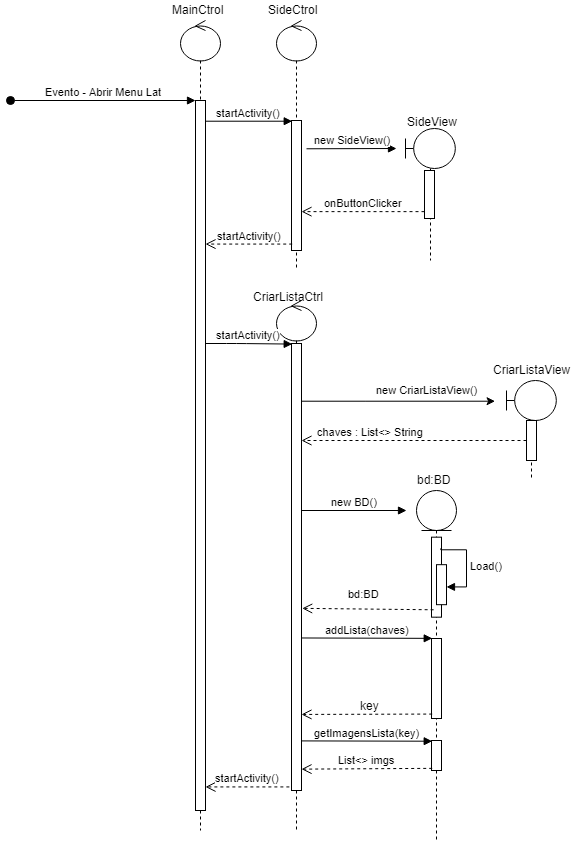 MainCtrol
SideCtrol
Evento - Abrir Menu Lat
startActivity()
SideView
new SideView()
onButtonClicker
startActivity()
CriarListaCtrl
startActivity()
CriarListaView
new CriarListaView()
chaves : List<> String
bd:BD
new BD()
Load()
bd:BD
addLista(chaves)
key
getImagensLista(key)
List<> imgs
startActivity()